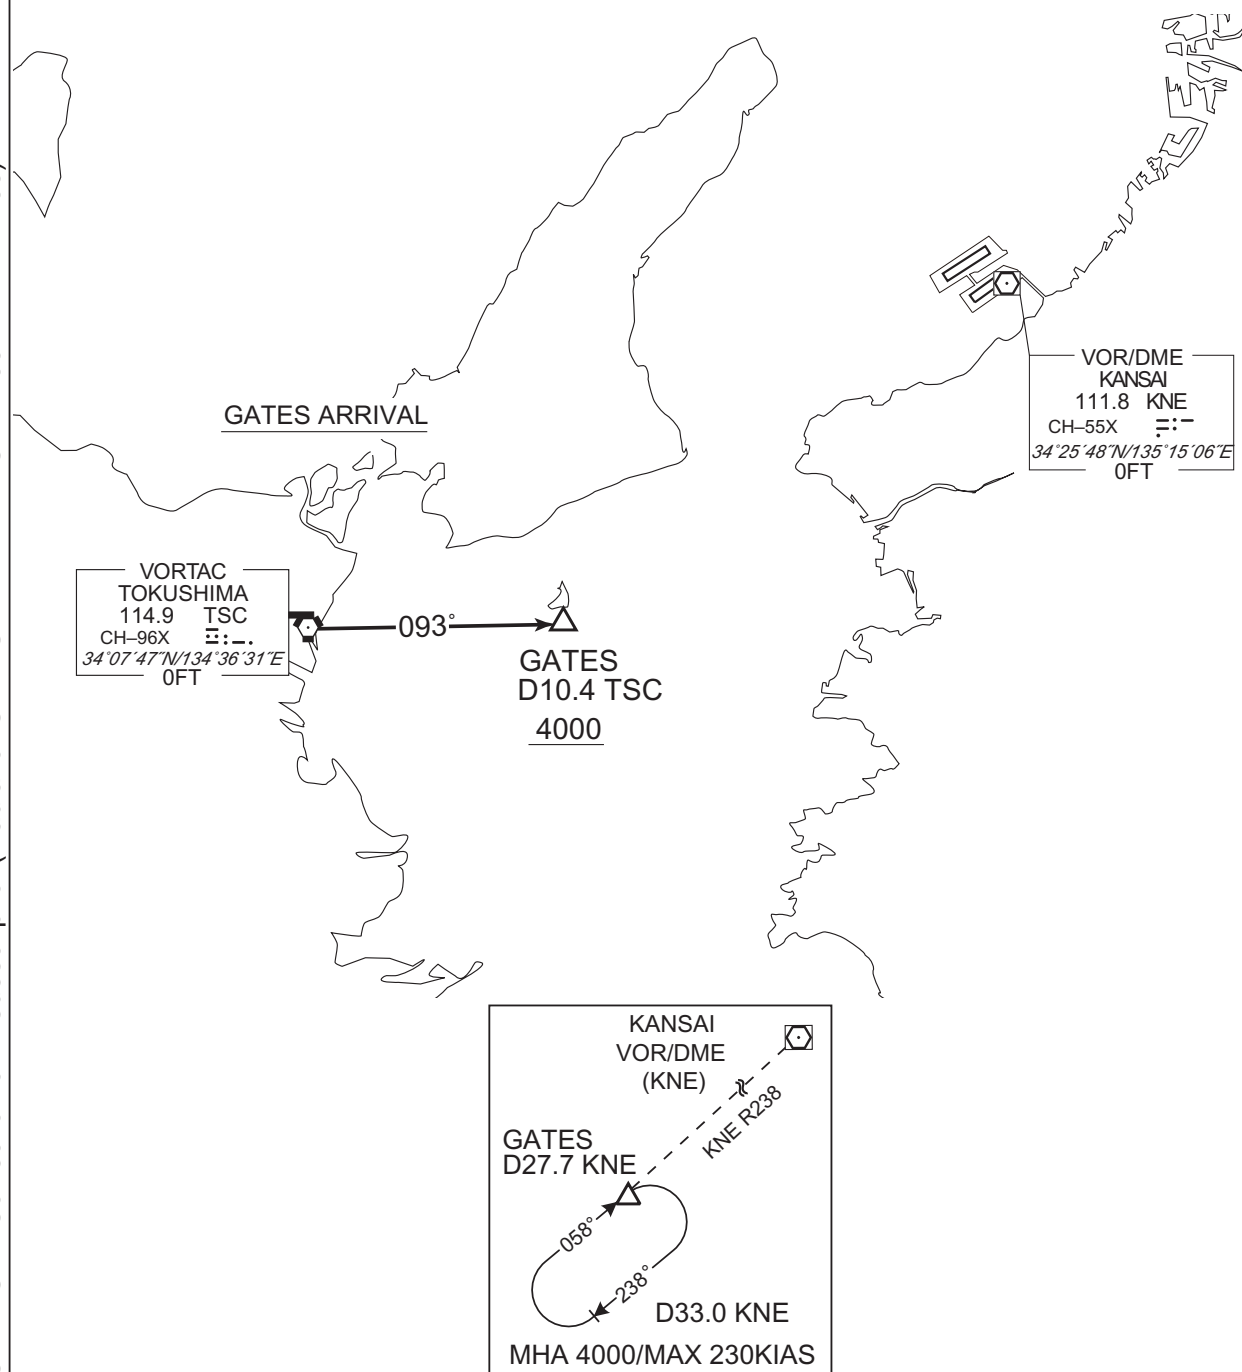 GATES ARRIVAL
VOR/DME
KANSAI
111.8 KNE
CH–55X
34°25´48˝N/135°15´06˝E
0FT
VORTAC
TOKUSHIMA
114.9 TSC
CH–96X
34°07´47˝N/134°36´31˝E
0FT
093°
GATES
D10.4 TSC
4000
KANSAI
VOR/DME
(KNE)
KNE R238
GATES
D27.7 KNE
058°
238°
D33.0 KNE
MHA 4000/MAX 230KIAS